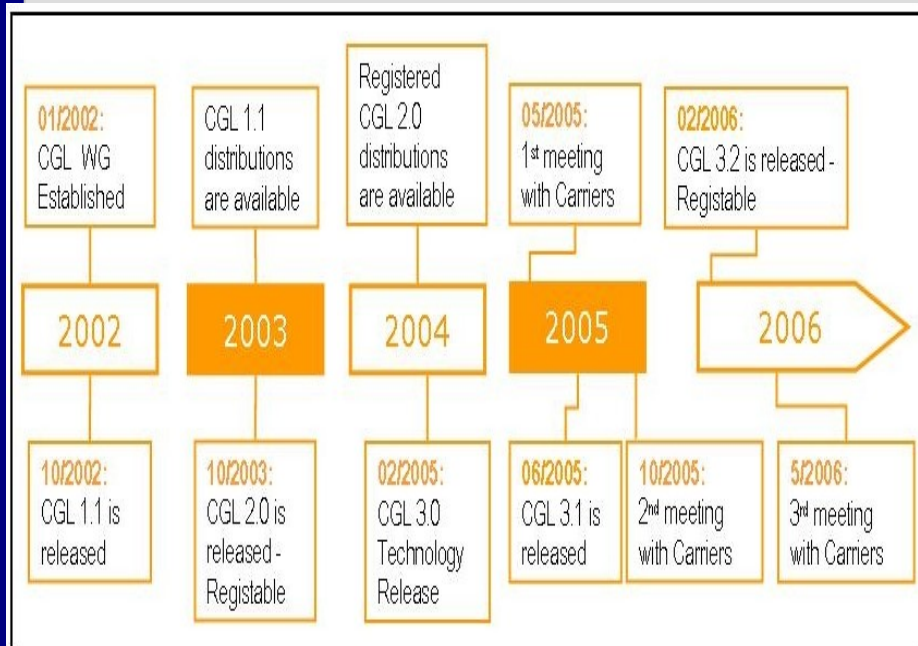 01/2002:
CGL WG
Established
CGL 1.1
distributions
are available
Registered
CGL 2.0
distributions
are available
05/2005:
1st meeting
with Carriers
02/2006:
CGL 3.2 is released -
Registable
2002
2003
2004
2005
2006
10/2002:
CGL 1.1 is
released
10/2003:
CGL 2.0 is
released -
Registable
02/2005:
CGL 3.0
Technology
Release
06/2005:
CGL 3.1 is
released
10/2005:
2nd meeting
with Carriers
5/2006:
3rd meeting
with Carriers